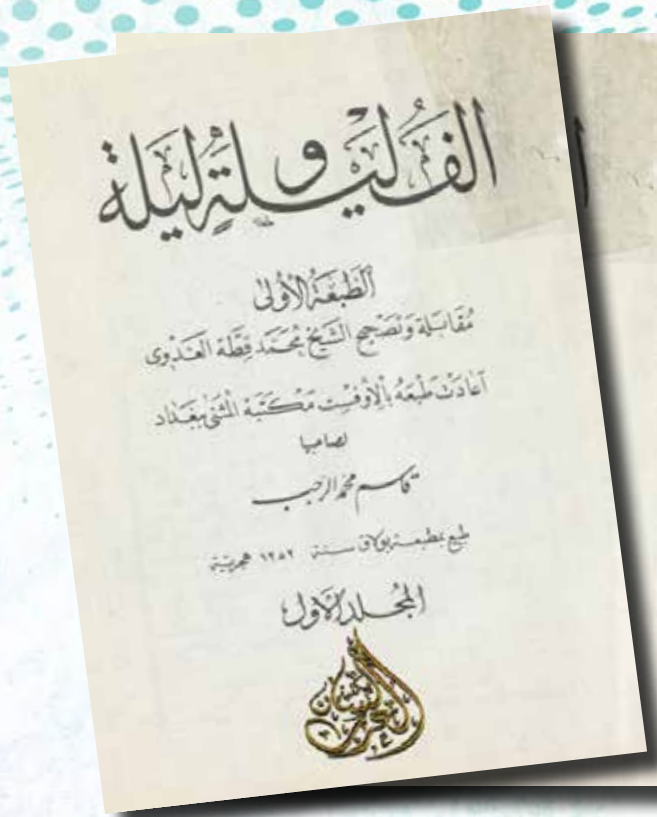 ألف ليلة وليلة
الطبعة الأولى
مقابلة وتصحيح الشيخ محمد قطة العدوي
أعادت طبعه بالأوفست مكتبة المثنى ببغداد
لصاحبها
قاسم محمد الرجب
طبع بمطبعة بولاق سنة ١٢٥٢ هجرية
المجلد الأول